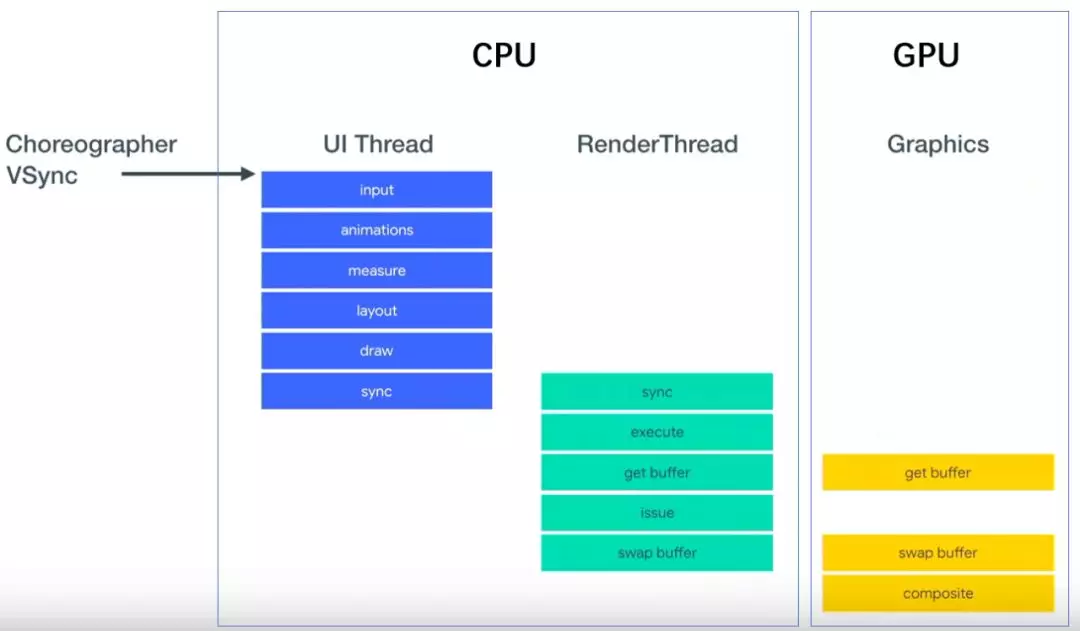 CPU
GPU
Choreographer
VSync
UI Thread
RenderThread
Graphics
input
animations
measure
layout
draw
sync
sync
execute
get buffer
issue
swap buffer
get buffer
swap buffer
composite